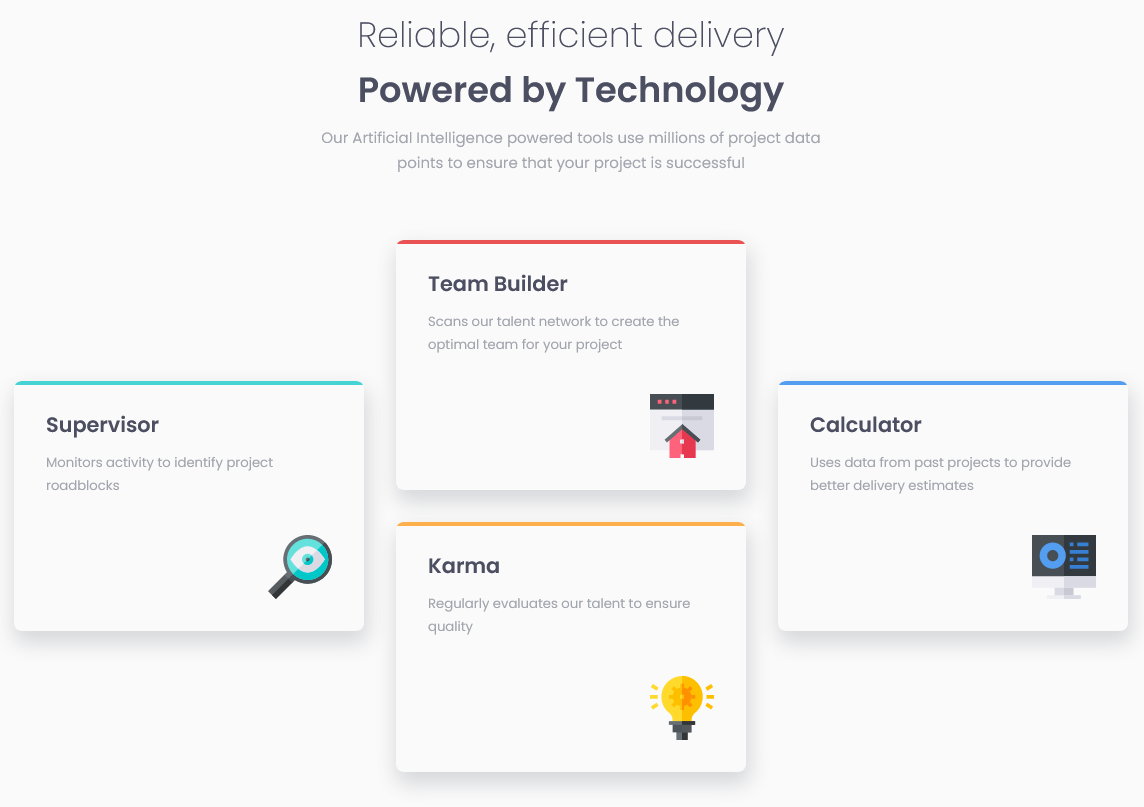 Reliable, efficient delivery
Powered by Technology
Our Artificial Intelligence powered tools use millions of project data
points to ensure that your project is successful
Supervisor
Monitors activity to identify project
roadblocks
Team Builder
Scans our talent network to create the
optimal team for your project
Karma
Regularly evaluates our talent to ensure
quality
Calculator
Uses data from past projects to provide
better delivery estimates